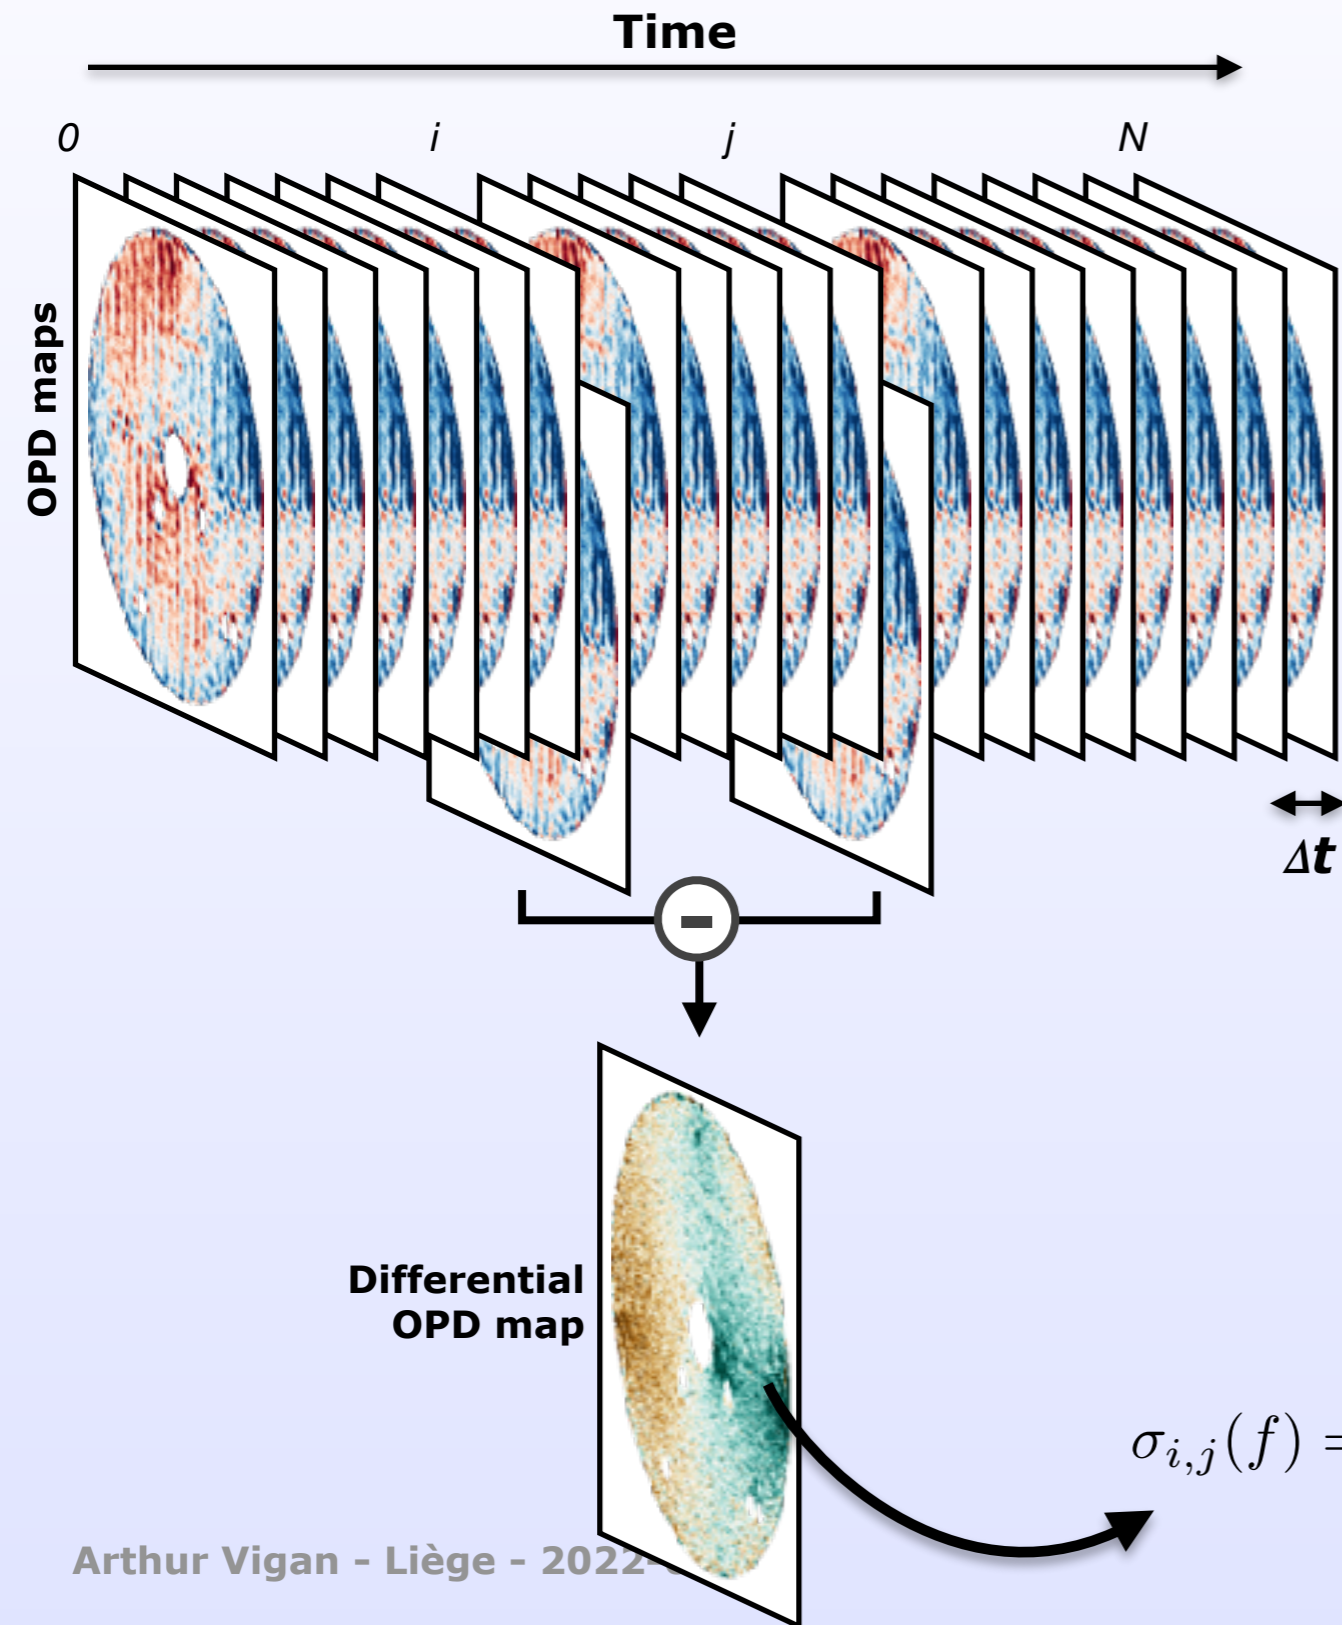 Time
0 i j N
OPD maps
Δt
-
Differential
OPD map
σi,j(f) =
Arthur Vigan - Liège - 2022-